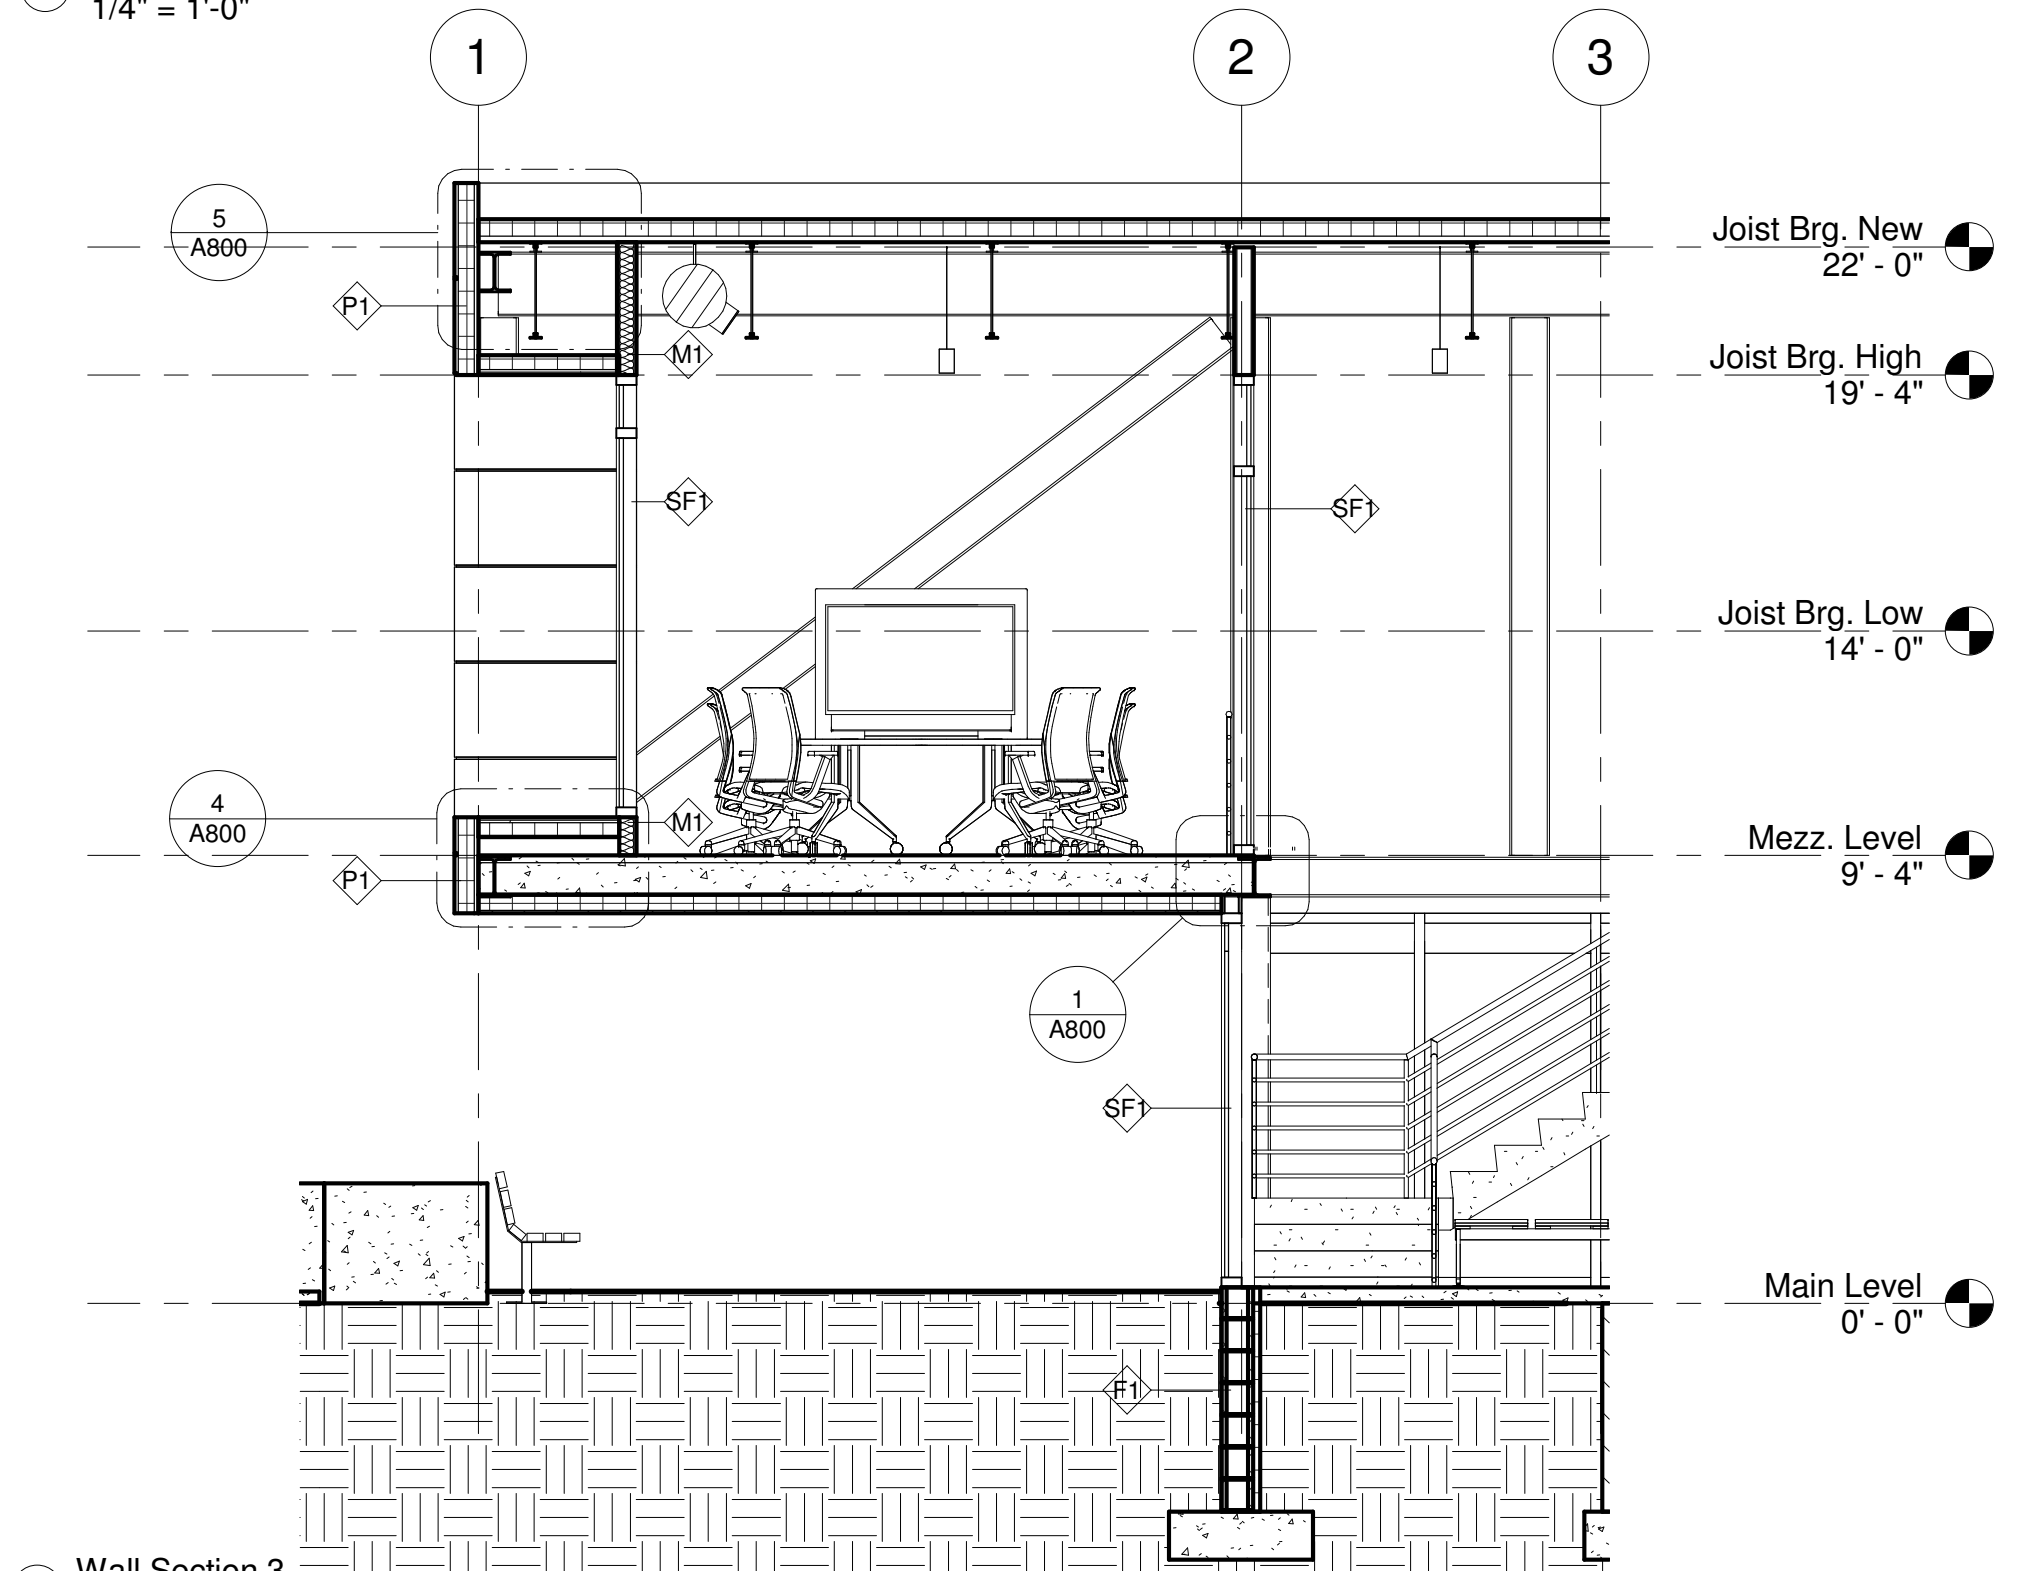 1/4" = 1'-0"
1
2
3
5
A800
Joist Brg. New
22' - 0"
P1
M1
Joist Brg. High
19' - 4"
SF1
SF1
Joist Brg. Low
14' - 0"
4
A800
M1
Mezz. Level
9' - 4"
P1
1
A800
SF1
Main Level
0' - 0"
F1
Wall Section 3